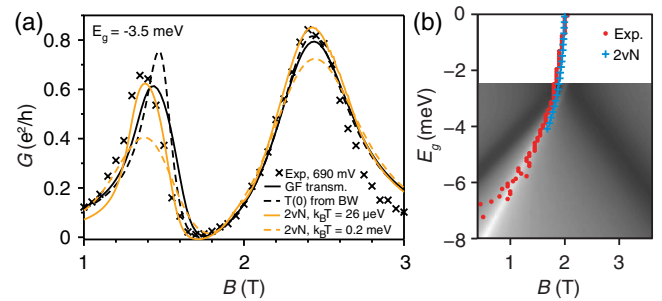 (a)
E_g = -3.5 meV
0.8
0.6
0.4
0.2
0
G (e²/h)
Exp, 690 mV
GF transm.
T(0) from BW
2vN, k_BT = 26 μeV
2vN, k_BT = 0.2 meV
1
2
3
B (T)
(b)
Exp.
2vN
0
−2
−4
−6
−8
E_g (meV)
1
2
3
B (T)